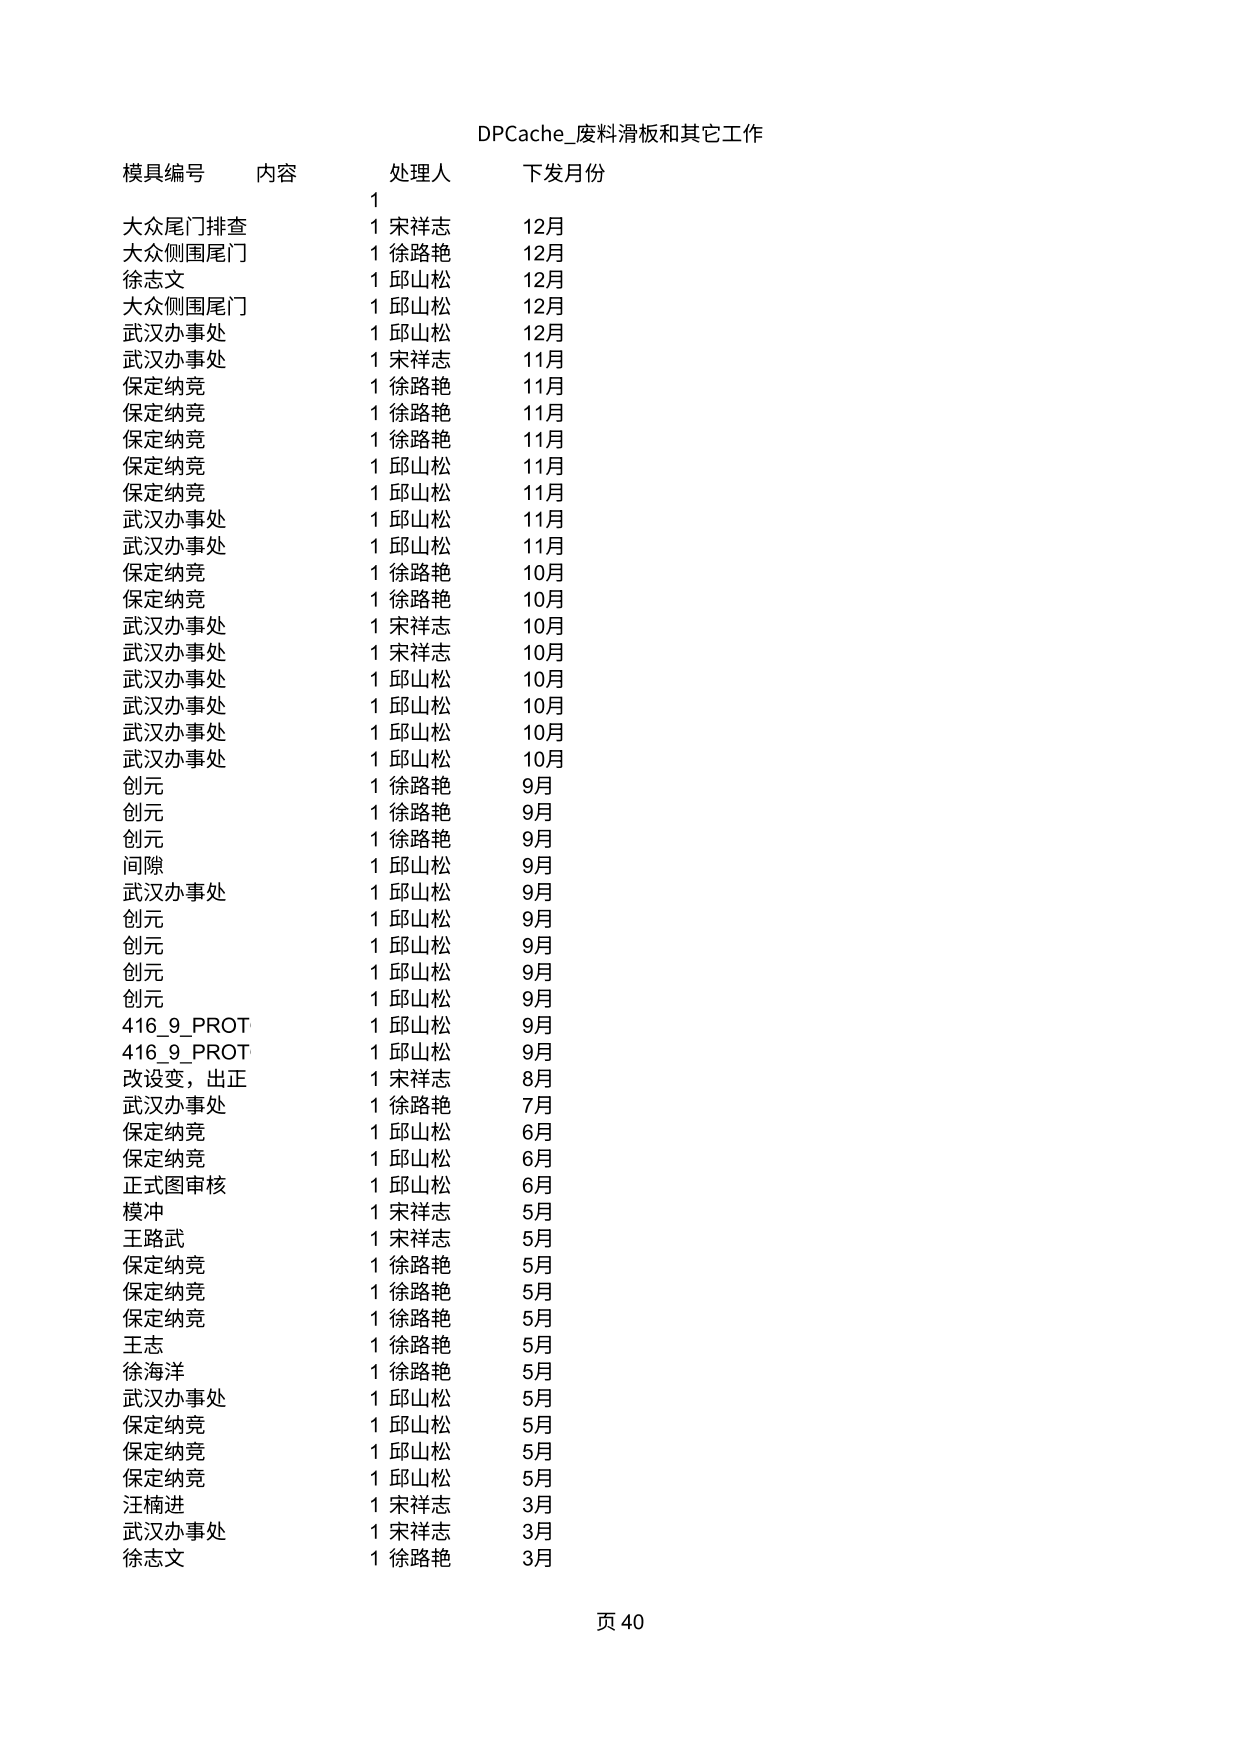 DPCache_废料滑板和其它工作
模具编号 内容 处理人 下发月份
1
大众尾门排查 1 宋祥志 12月
大众侧围尾门 1 徐路艳 12月
徐志文 1 邱山松 12月
大众侧围尾门 1 邱山松 12月
武汉办事处 1 邱山松 12月
武汉办事处 1 宋祥志 11月
保定纳竞 1 徐路艳 11月
保定纳竞 1 徐路艳 11月
保定纳竞 1 徐路艳 11月
保定纳竞 1 邱山松 11月
保定纳竞 1 邱山松 11月
武汉办事处 1 邱山松 11月
武汉办事处 1 邱山松 11月
保定纳竞 1 徐路艳 10月
保定纳竞 1 徐路艳 10月
武汉办事处 1 宋祥志 10月
武汉办事处 1 宋祥志 10月
武汉办事处 1 邱山松 10月
武汉办事处 1 邱山松 10月
武汉办事处 1 邱山松 10月
武汉办事处 1 邱山松 10月
创元 1 徐路艳 9月
创元 1 徐路艳 9月
创元 1 徐路艳 9月
间隙 1 邱山松 9月
武汉办事处 1 邱山松 9月
创元 1 邱山松 9月
创元 1 邱山松 9月
创元 1 邱山松 9月
创元 1 邱山松 9月
416_9_PROT 1 邱山松 9月
416_9_PROT 1 邱山松 9月
改设变，出正 1 宋祥志 8月
武汉办事处 1 徐路艳 7月
保定纳竞 1 邱山松 6月
保定纳竞 1 邱山松 6月
正式图审核 1 邱山松 6月
模冲 1 宋祥志 5月
王路武 1 宋祥志 5月
保定纳竞 1 徐路艳 5月
保定纳竞 1 徐路艳 5月
保定纳竞 1 徐路艳 5月
王志 1 徐路艳 5月
徐海洋 1 徐路艳 5月
武汉办事处 1 邱山松 5月
保定纳竞 1 邱山松 5月
保定纳竞 1 邱山松 5月
保定纳竞 1 邱山松 5月
汪楠进 1 宋祥志 3月
武汉办事处 1 宋祥志 3月
徐志文 1 徐路艳 3月
页 40